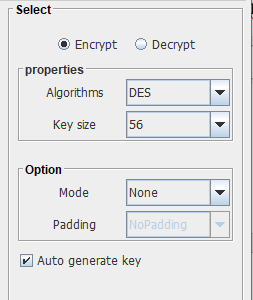 Select
Encrypt Decrypt
properties
Algorithms DES
Key size 56
Option
Mode None
Padding NoPadding
Auto generate key